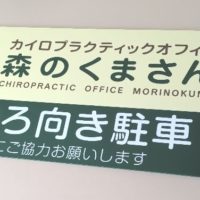 カイロプラクティックオフィ
森のくまさん
CHIROPRACTIC OFFICE MORINOKU
ろ向き駐車
ご協力お願いします